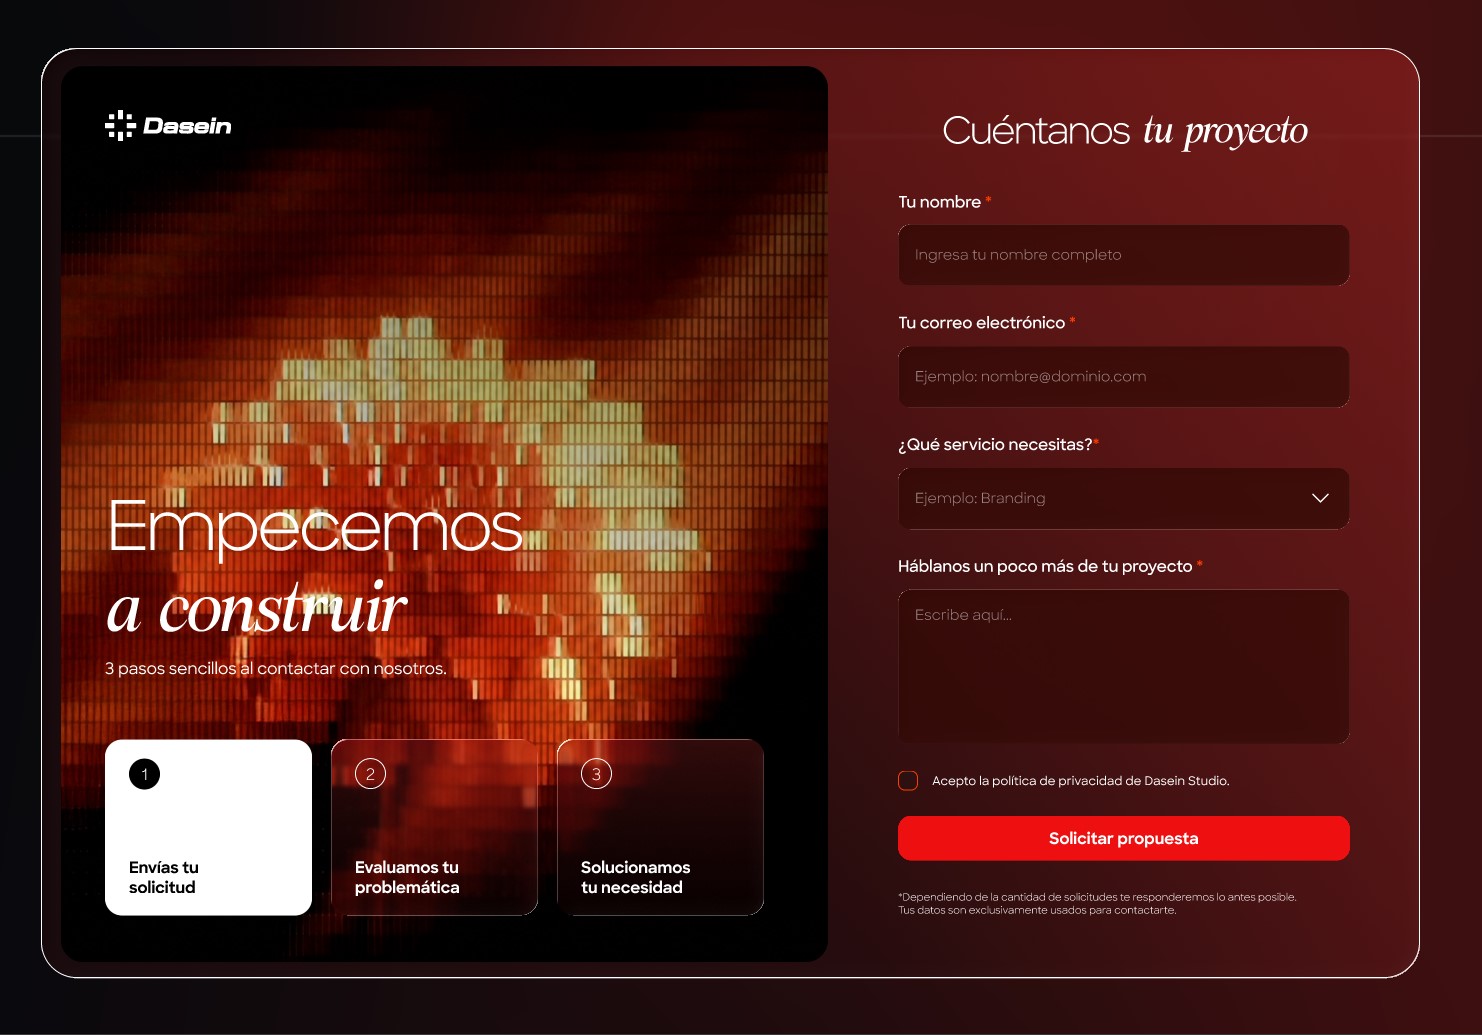 Dasein
Empecemos
a construir
3 pasos sencillos al contactar con nosotros.
1
Envías tu
solicitud
2
Evaluamos tu
problemática
3
Solucionamos
tu necesidad
Cuéntanos tu proyecto
Tu nombre *
Ingresa tu nombre completo
Tu correo electrónico *
Ejemplo: nombre@dominio.com
¿Qué servicio necesitas?*
Ejemplo: Branding
Háblanos un poco más de tu proyecto *
Escribe aquí...
Acepto la política de privacidad de Dasein Studio.
Solicitar propuesta
*Dependiendo de la cantidad de solicitudes te responderemos lo antes posible.
Tus datos son exclusivamente usados para contactarte.